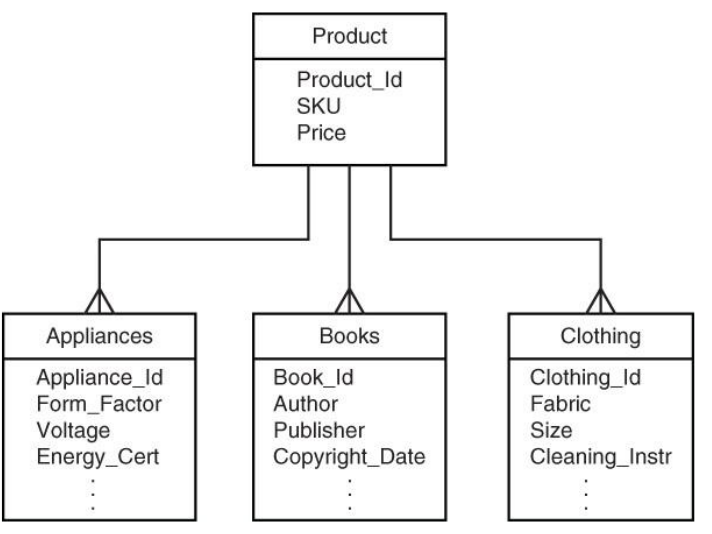 Product
Product_Id
SKU
Price
Appliances
Appliance_Id
Form_Factor
Voltage
Energy_Cert
Books
Book_Id
Author
Publisher
Copyright_Date
Clothing
Clothing_Id
Fabric
Size
Cleaning_Instr